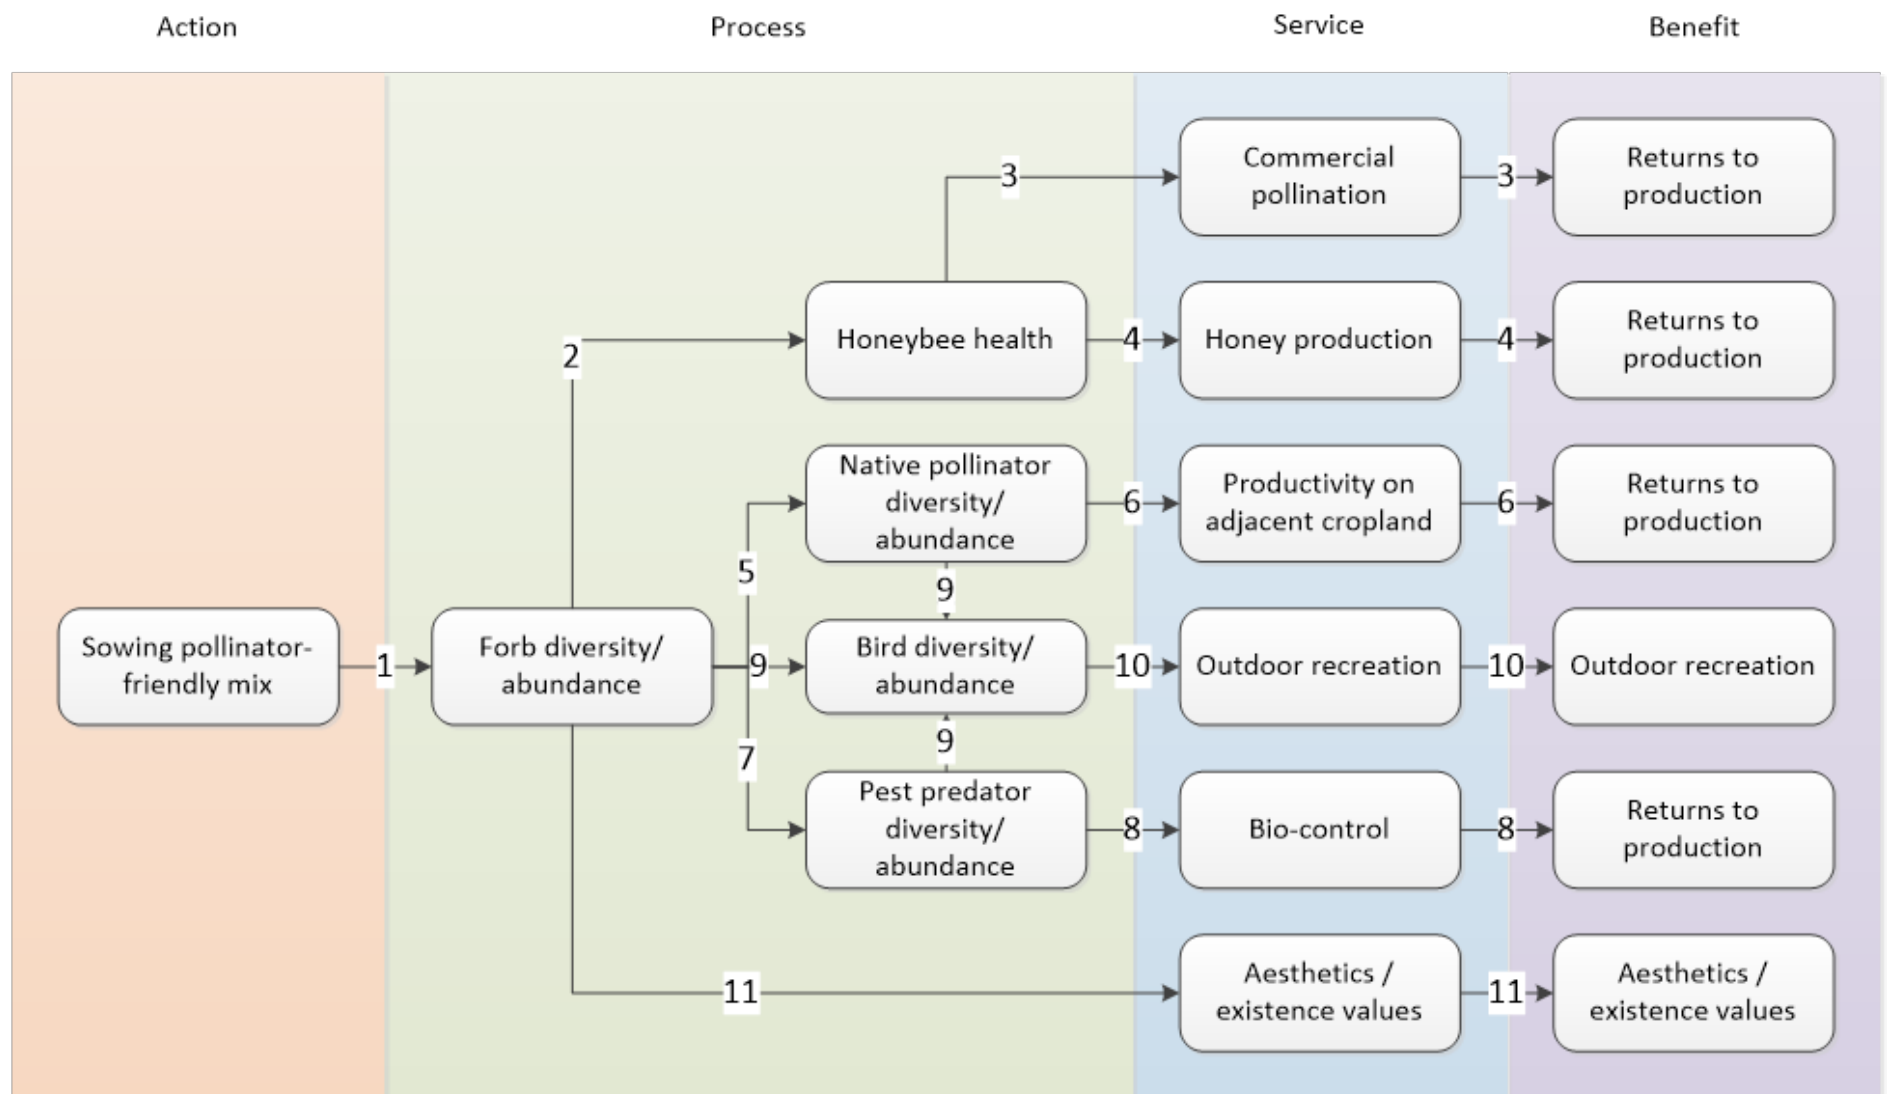 Action
Process
Service
Benefit
Commercial
pollination
Returns to
production
3
3
Honeybee health
Honey production
Returns to
production
2
4
4
Native pollinator
diversity/
abundance
Productivity on
adjacent cropland
Returns to
production
6
6
5
9
Sowing pollinator-
friendly mix
Forb diversity/
abundance
Bird diversity/
abundance
Outdoor recreation
Outdoor recreation
1
9
10
10
9
7
Pest predator
diversity/
abundance
Bio-control
Returns to
production
8
8
Aesthetics /
existence values
Aesthetics /
existence values
11
11